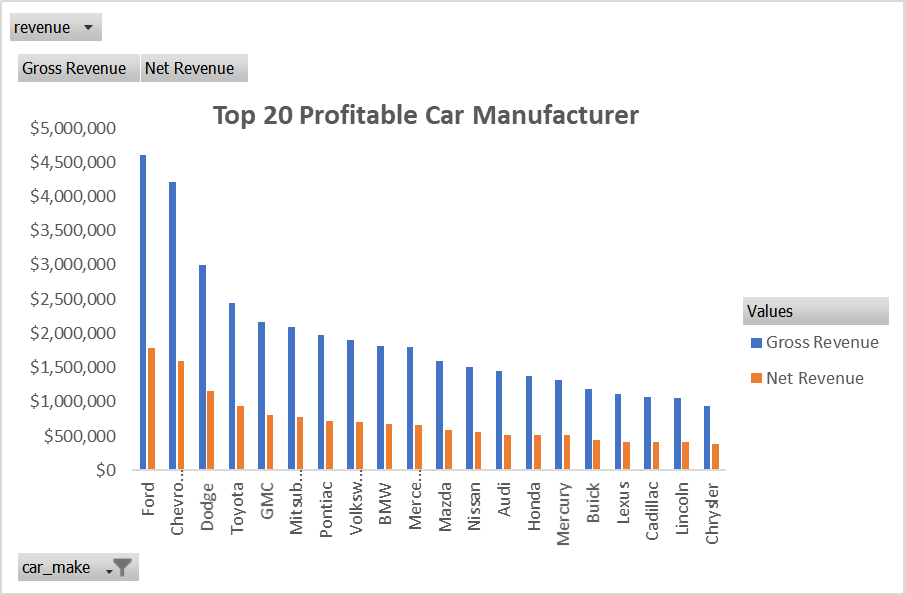 revenue
Gross Revenue Net Revenue
Top 20 Profitable Car Manufacturer
$5,000,000
$4,500,000
$4,000,000
$3,500,000
$3,000,000
$2,500,000
$2,000,000
$1,500,000
$1,000,000
$500,000
$0
Ford
Chevro...
Dodge
Toyota
GMC
Mitsub...
Pontiac
Volksw...
BMW
Merce...
Mazda
Nissan
Audi
Honda
Mercury
Buick
Lexus
Cadillac
Lincoln
Chrysler
Values
Gross Revenue
Net Revenue
car_make